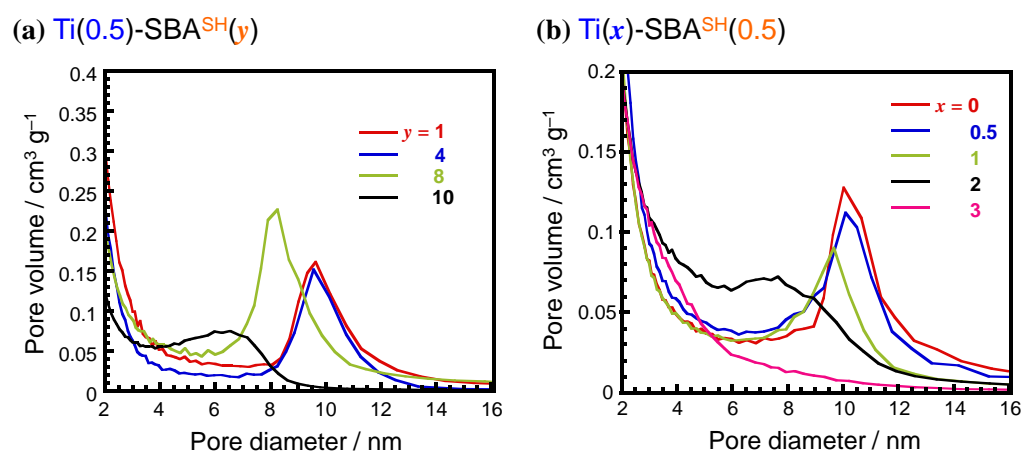 (a) Ti(0.5)-SBA^SH(y)
0.4
0.35
0.3
0.25
0.2
0.15
0.1
0.05
0
Pore volume / cm³ g⁻¹
y = 1
4
8
10
2 4 6 8 10 12 14 16
Pore diameter / nm
(b) Ti(x)-SBA^SH(0.5)
0.2
0.15
0.1
0.05
0
Pore volume / cm³ g⁻¹
x = 0
0.5
1
2
3
2 4 6 8 10 12 14 16
Pore diameter / nm